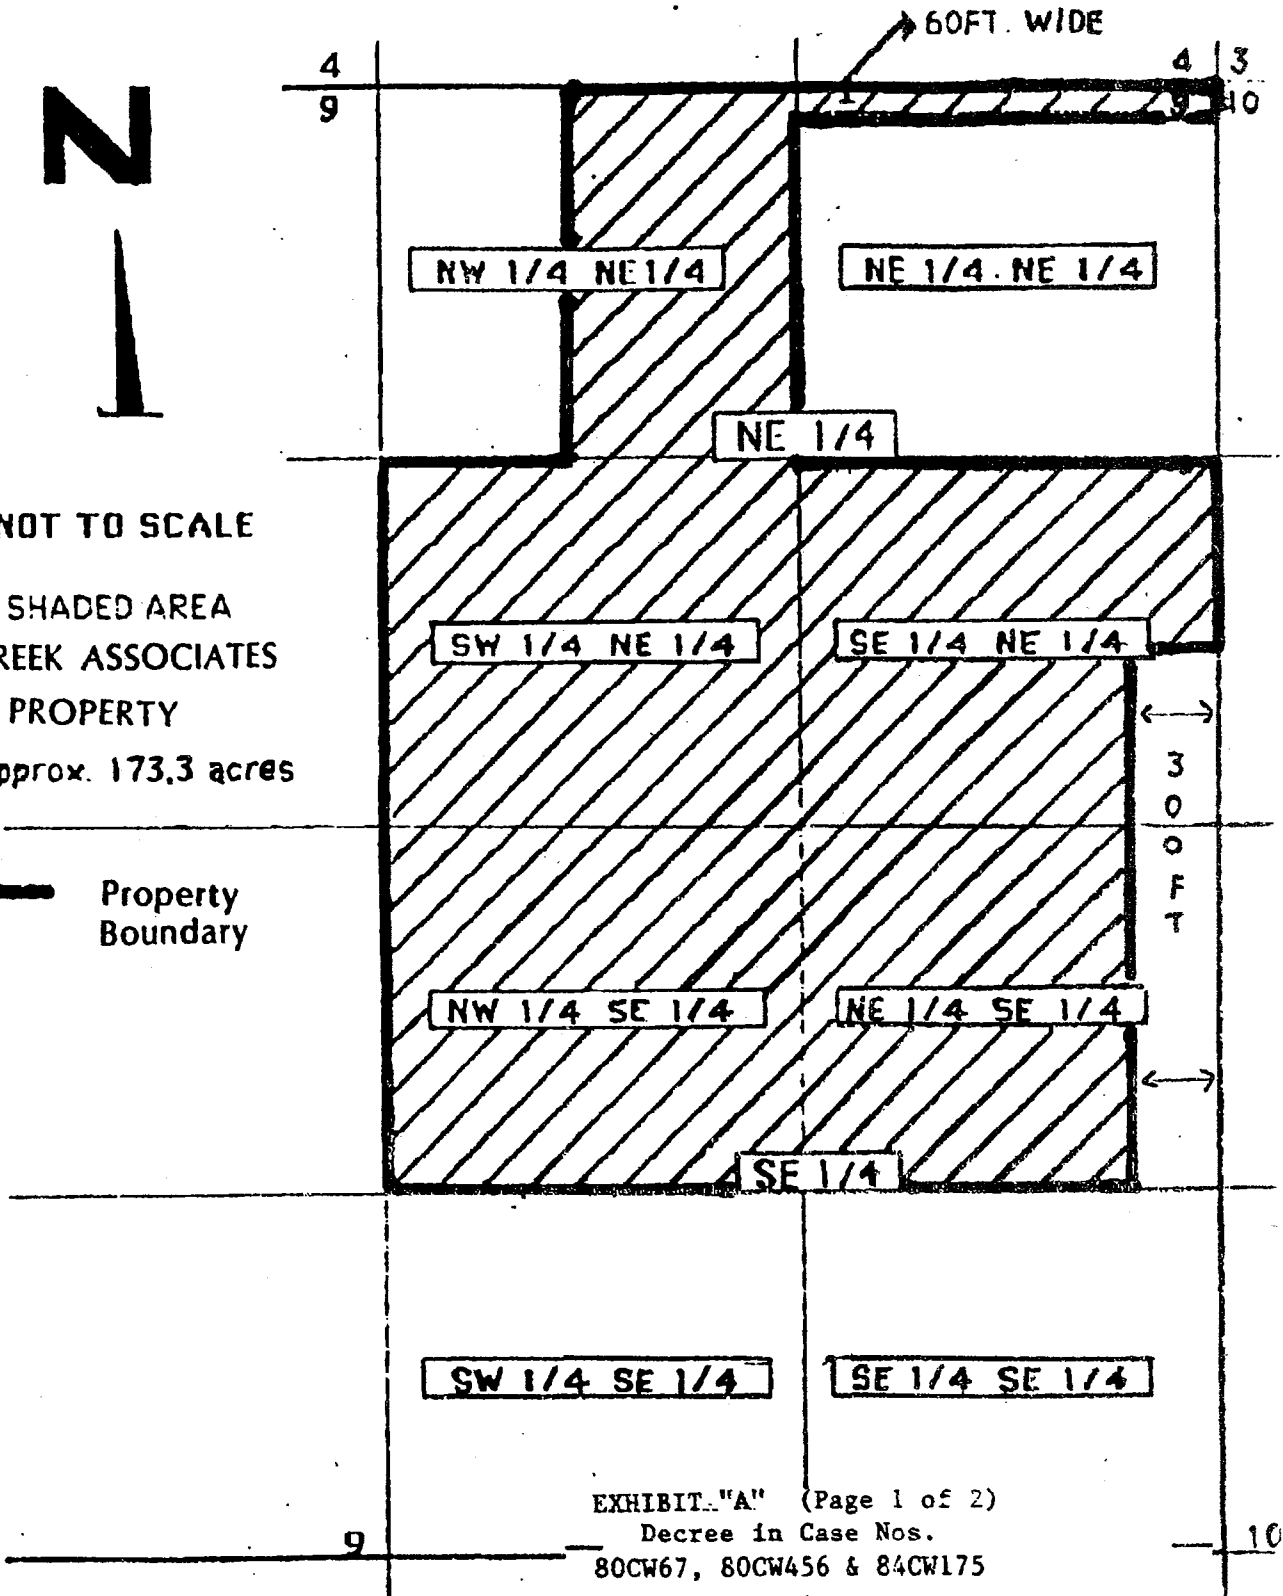 60FT. WIDE
4
4 3
9
9 10
N
NW 1/4 NE 1/4
NE 1/4 NE 1/4
NE 1/4
NOT TO SCALE
SHADED AREA
REEK ASSOCIATES
PROPERTY
pprox. 173.3 acres
SW 1/4 NE 1/4
SE 1/4 NE 1/4
300FT
Property
Boundary
NW 1/4 SE 1/4
NE 1/4 SE 1/4
SE 1/4
SW 1/4 SE 1/4
SE 1/4 SE 1/4
EXHIBIT "A" (Page 1 of 2)
Decree in Case Nos.
80CW67, 80CW456 & 84CW175
9
10